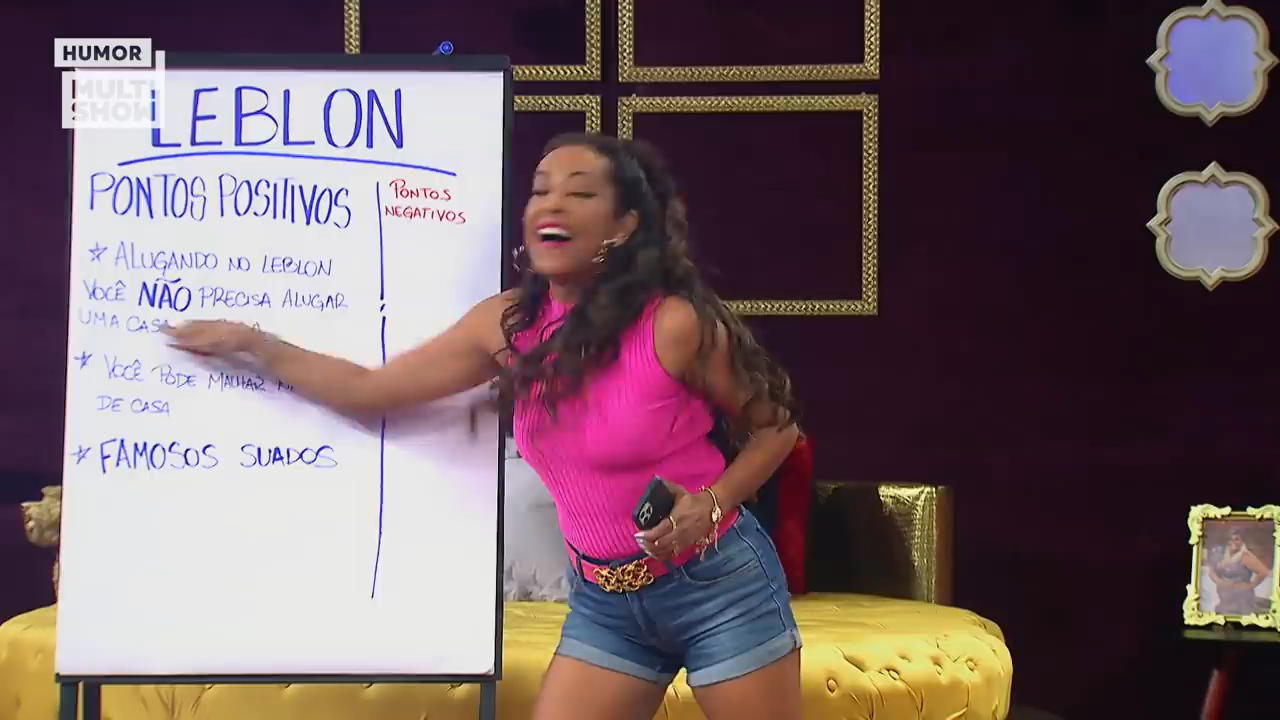 HUMOR
MULTI
SHOW
LEBLON
PONTOS POSITIVOS
PONTOS
NEGATIVOS
* ALUGANDO NO LEBLON
VOCÊ NÃO PRECISA ALUGAR
UMA CASA
* VOCÊ PODE MALHAR
DE CASA
* FAMOSOS SUADOS